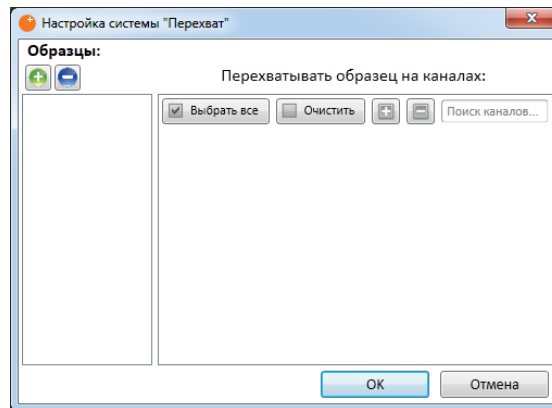 Настройка системы "Перехват"
Образцы:
Перехватывать образец на каналах:
Выбрать все Очистить Поиск каналов...
OK Отмена